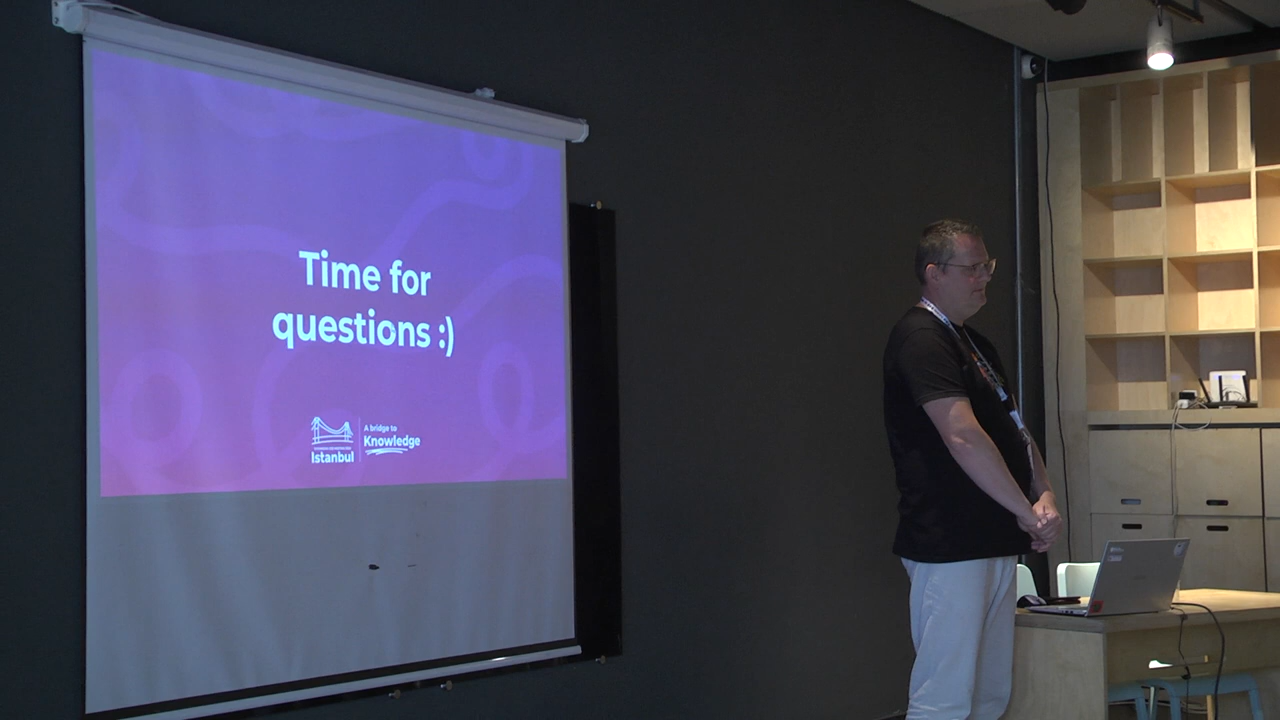 Time for
questions :)
Istanbul
A bridge to
Knowledge